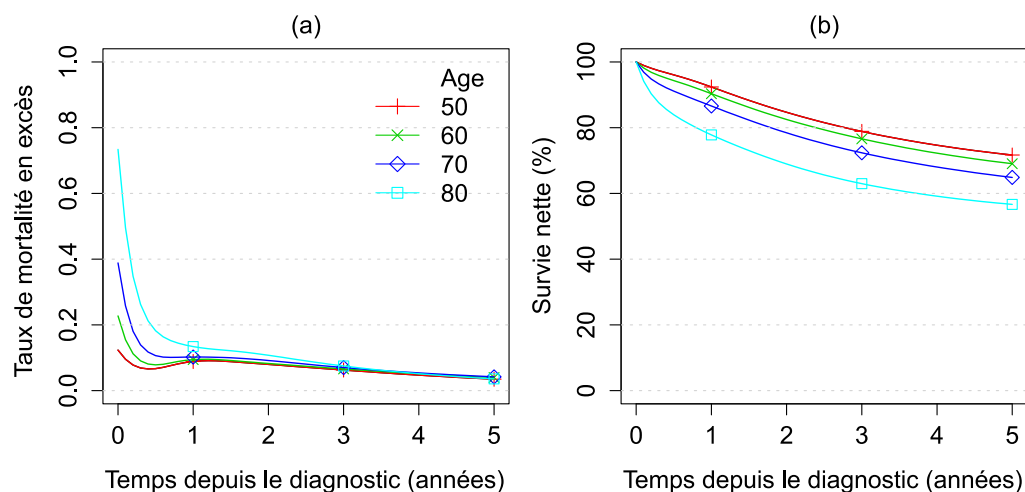 (a)
Taux de mortalité en excès
1.0
0.8
0.6
0.4
0.2
0.0
Age
50
60
70
80
0 1 2 3 4 5
Temps depuis le diagnostic (années)
(b)
Survie nette (%)
100
80
60
40
20
0
0 1 2 3 4 5
Temps depuis le diagnostic (années)